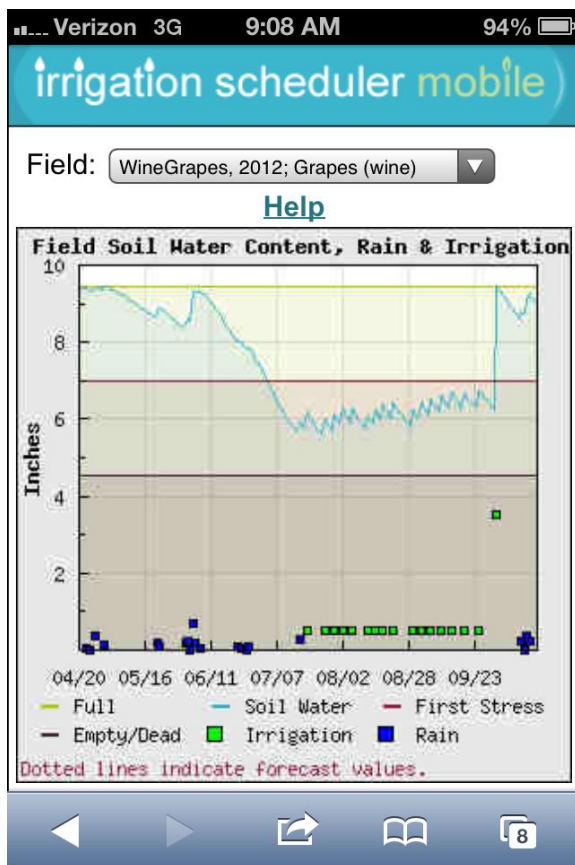 Verizon 3G 9:08 AM 94%
irrigation scheduler mobile
Field: WineGrapes, 2012; Grapes (wine)
Help
Field Soil Water Content, Rain & Irrigation
10
8
6
4
2
Inches
04/20 05/16 06/11 07/07 08/02 08/28 09/23
Full Soil Water First Stress
Empty/Dead Irrigation Rain
Dotted lines indicate forecast values.
8